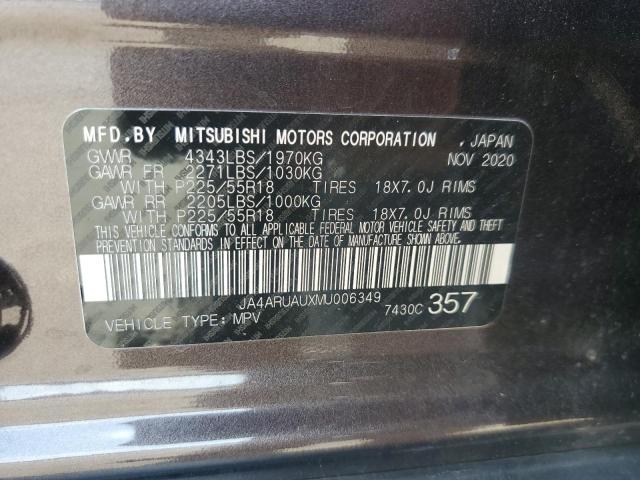 MFD.BY MITSUBISHI MOTORS CORPORATION , JAPAN
GVWR 4343LBS/1970KG NOV 2020
GAWR FR 2271LBS/1030KG
WITH P225/55R18 TIRES 18X7.0J RIMS
GAWR RR 2205LBS/1000KG
WITH P225/55R18 TIRES 18X7.0J RIMS
THIS VEHICLE CONFORMS TO ALL APPLICABLE FEDERAL MOTOR VEHICLE SAFETY AND THEFT
PREVENTION STANDARDS IN EFFECT ON THE DATE OF MANUFACTURE SHOWN ABOVE.
JA4ARUAUXMU006349
VEHICLE TYPE: MPV 7430C 357